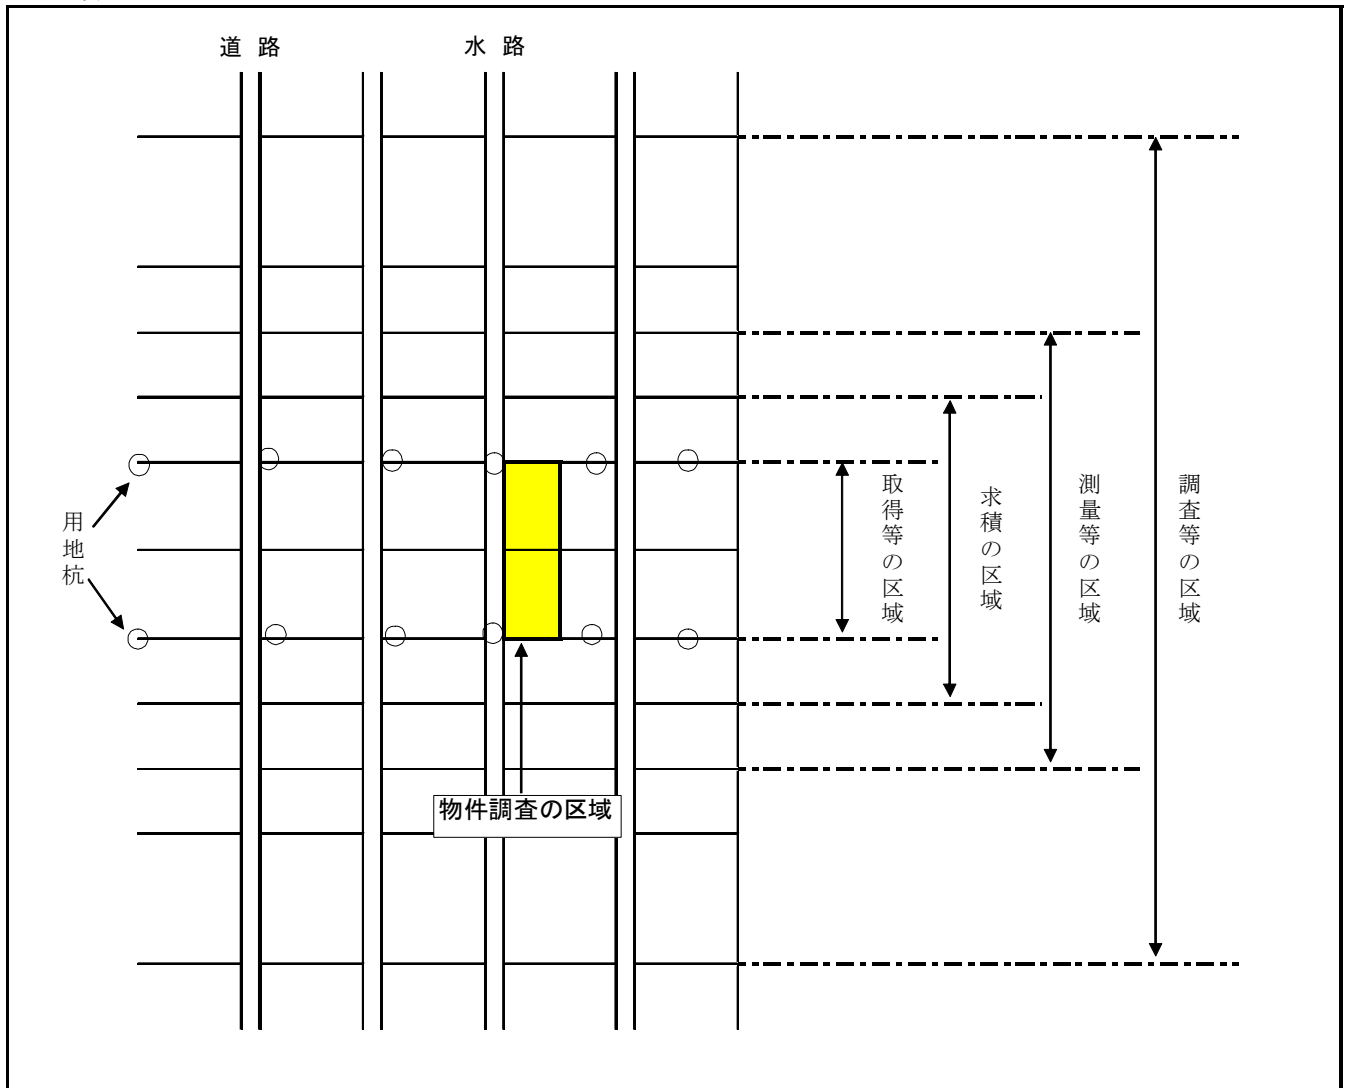 道路
水路
用地杭
取得等の区域
求積の区域
測量等の区域
調査等の区域
物件調査の区域